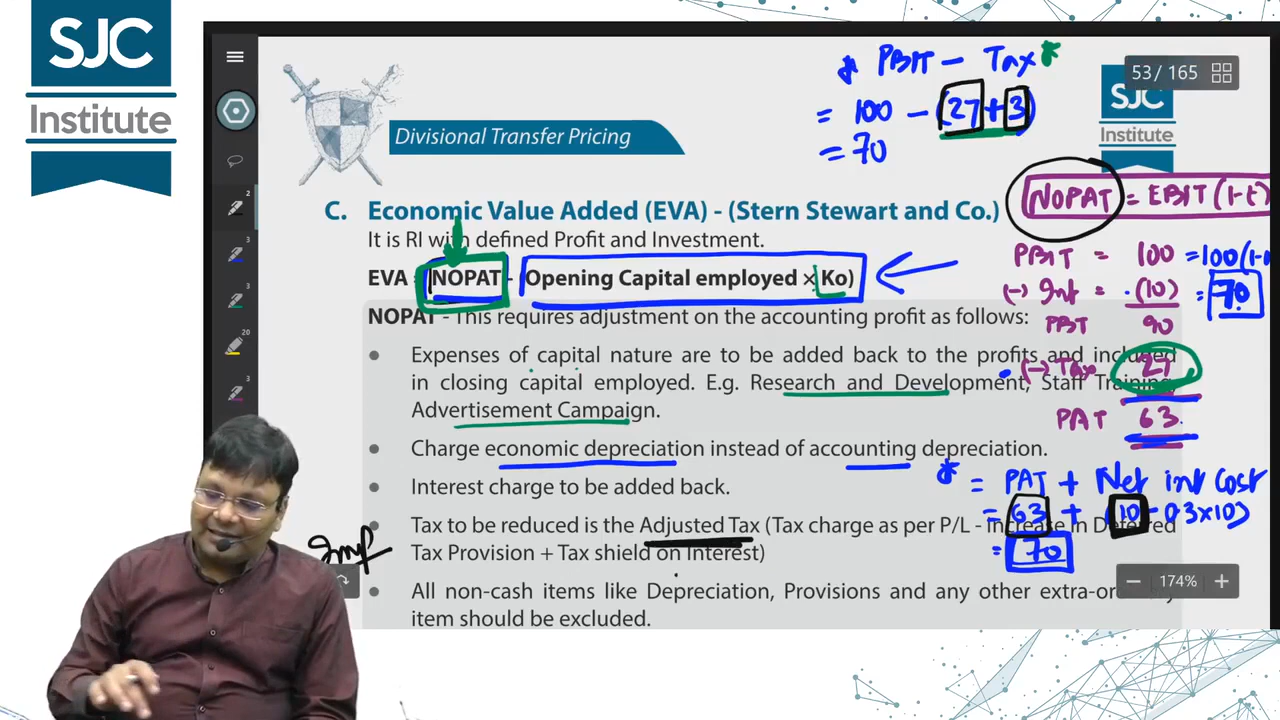 SJC
Institute
* PBIT - Tax*
= 100 - (27+3)
= 70
53 / 165
SJC
Institute
Divisional Transfer Pricing
NOPAT = EBIT(1-t)
C. Economic Value Added (EVA) - (Stern Stewart and Co.)
It is RI with defined Profit and Investment.
EVA = (NOPAT - (Opening Capital employed × Ko)
PBIT = 100 = 100(1-
(-) Int = (10) = 70
PBT 90
(-) Tax 27
PAT 63
NOPAT - This requires adjustment on the accounting profit as follows:
● Expenses of capital nature are to be added back to the profits and included
in closing capital employed. E.g. Research and Development, Staff Training,
Advertisement Campaign.
● Charge economic depreciation instead of accounting depreciation.
* = PAT + Net int Cost
= 63 + (10 - 0.3x10)
= 70
● Interest charge to be added back.
● Tax to be reduced is the Adjusted Tax (Tax charge as per P/L - Increase in Deferred
Imp
Tax Provision + Tax shield on Interest)
● All non-cash items like Depreciation, Provisions and any other extra-or
item should be excluded.
− 174% +